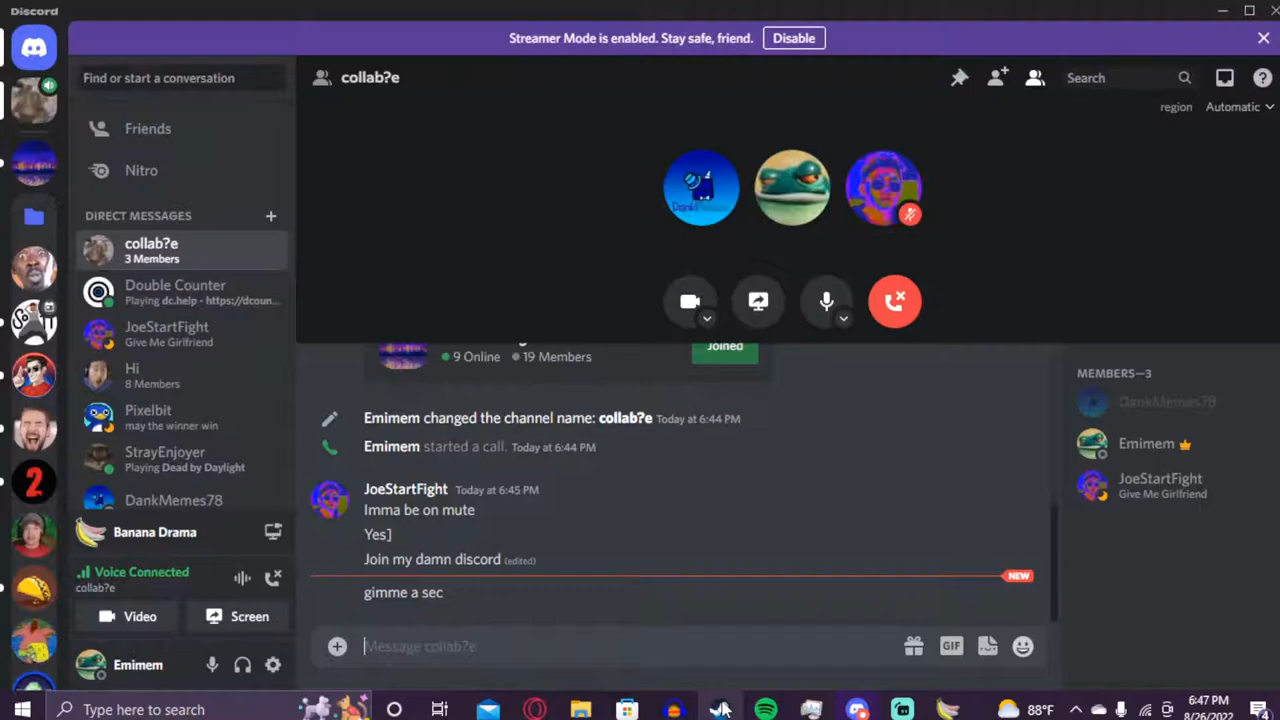 Discord
Streamer Mode is enabled. Stay safe, friend.
Disable
Find or start a conversation
collab?e
Search
region
Automatic
Friends
Nitro
DIRECT MESSAGES
collab?e
3 Members
Double Counter
Playing dc.help - https://dcoun...
JoeStartFight
Give Me Girlfriend
Hi
8 Members
Pixelbit
may the winner win
StrayEnjoyer
Playing Dead by Daylight
DankMemes78
Banana Drama
Voice Connected
collab?e
Video
Screen
Emimem
9 Online
19 Members
Joined
Emimem changed the channel name: collab?e Today at 6:44 PM
Emimem started a call. Today at 6:44 PM
JoeStartFight Today at 6:45 PM
Imma be on mute
Yes]
Join my damn discord (edited)
NEW
gimme a sec
Message collab?e
GIF
MEMBERS—3
DankMemes78
Emimem
JoeStartFight
Give Me Girlfriend
2
Type here to search
88°F
6:47 PM
8/26/2022